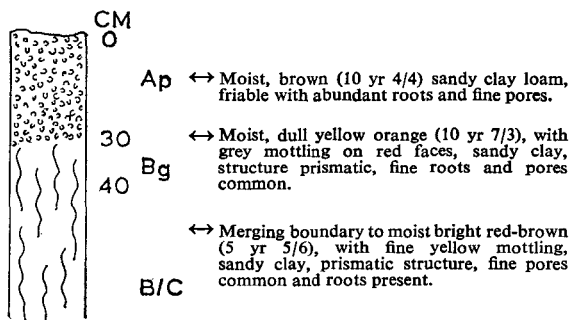 CM
0
Ap
↔ Moist, brown (10 yr 4/4) sandy clay loam,
friable with abundant roots and fine pores.
30
↔ Moist, dull yellow orange (10 yr 7/3), with
grey mottling on red faces, sandy clay,
structure prismatic, fine roots and pores
common.
Bg
40
↔ Merging boundary to moist bright red-brown
(5 yr 5/6), with fine yellow mottling,
sandy clay, prismatic structure, fine pores
common and roots present.
B/C